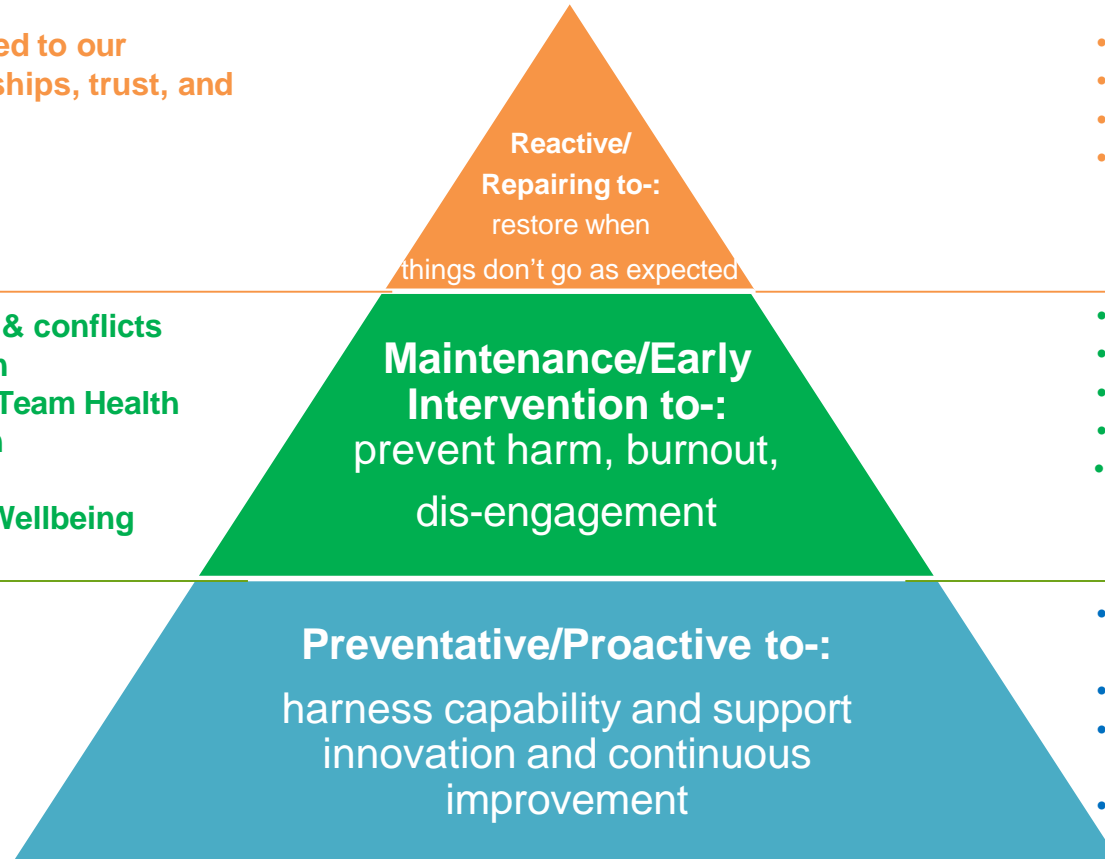 ed to our
ships, trust, and
Reactive/
Repairing to-:
restore when
things don’t go as expected
& conflicts
n
Team Health
n
Wellbeing
Maintenance/Early
Intervention to-:
prevent harm, burnout,
dis-engagement
Preventative/Proactive to-:
harness capability and support
innovation and continuous
improvement